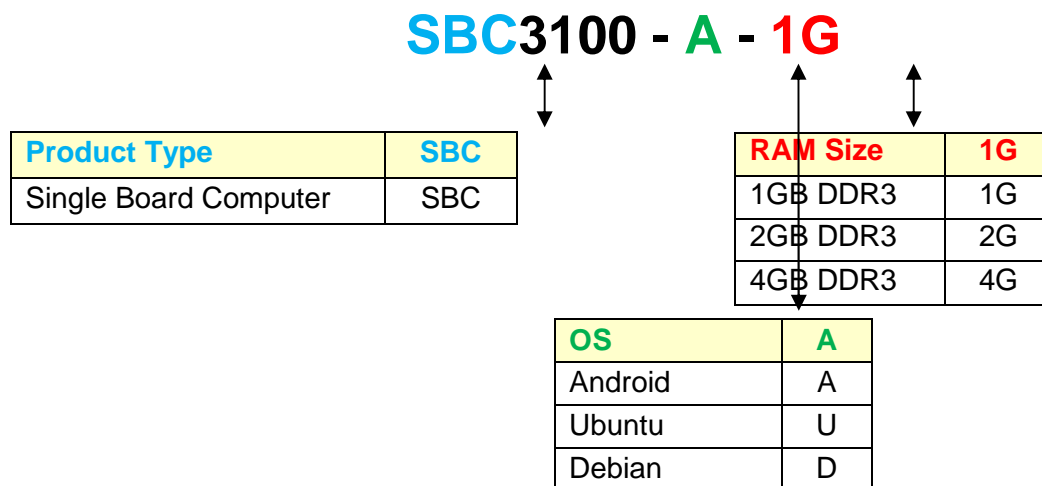 SBC3100 - A - 1G
Product Type SBC
Single Board Computer SBC
RAM Size 1G
1GB DDR3 1G
2GB DDR3 2G
4GB DDR3 4G
OS A
Android A
Ubuntu U
Debian D